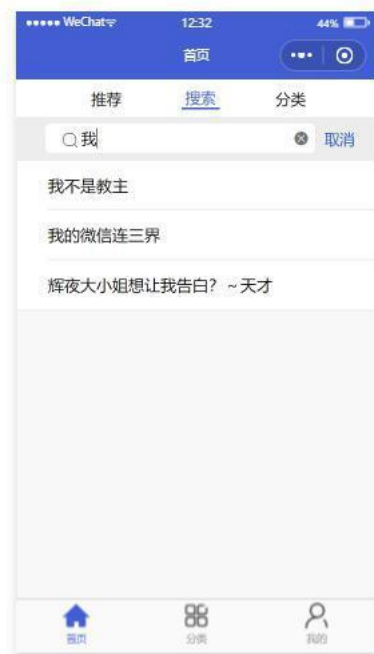 ●●●●● WeChat 12:32 44%
首页
推荐 搜索 分类
我 取消
我不是教主
我的微信连三界
辉夜大小姐想让我告白？~天才
首页 分类 我的